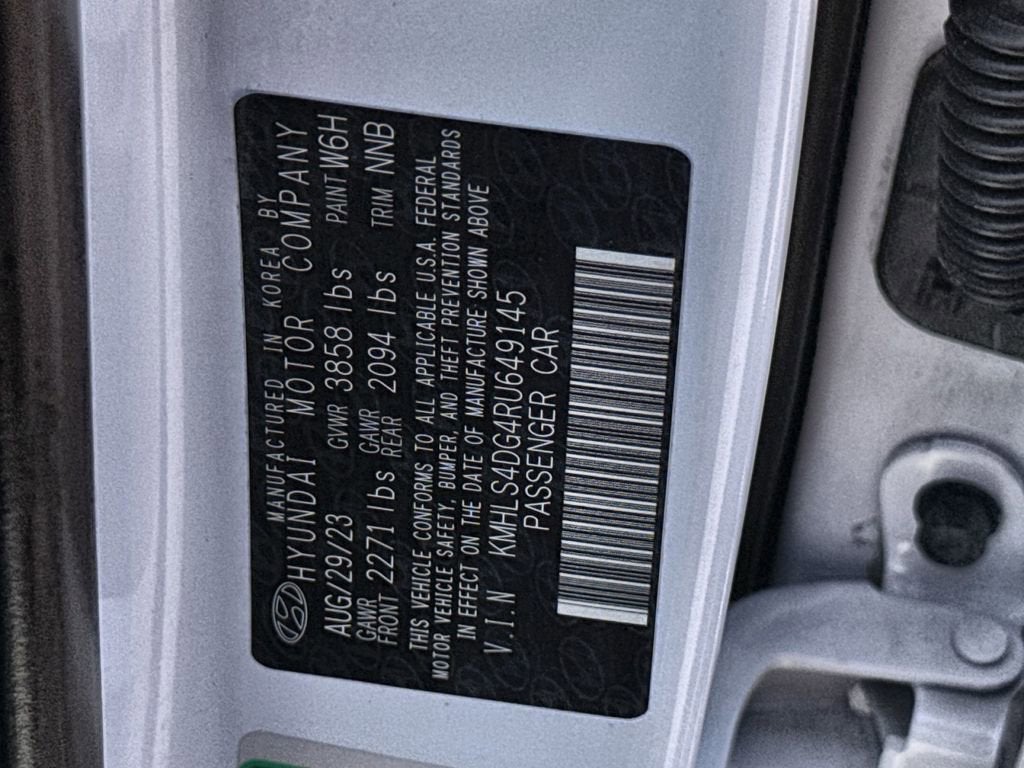 MANUFACTURED IN KOREA BY
HYUNDAI MOTOR COMPANY
AUG/29/23 GVWR 3858 lbs PAINT W6H
GAWR FRONT 2271 lbs GAWR REAR 2094 lbs TRIM NNB
THIS VEHICLE CONFORMS TO ALL APPLICABLE U.S.A. FEDERAL
MOTOR VEHICLE SAFETY, BUMPER, AND THEFT PREVENTION STANDARDS
IN EFFECT ON THE DATE OF MANUFACTURE SHOWN ABOVE
V.I.N KMHLS4DG4RU649145
PASSENGER CAR